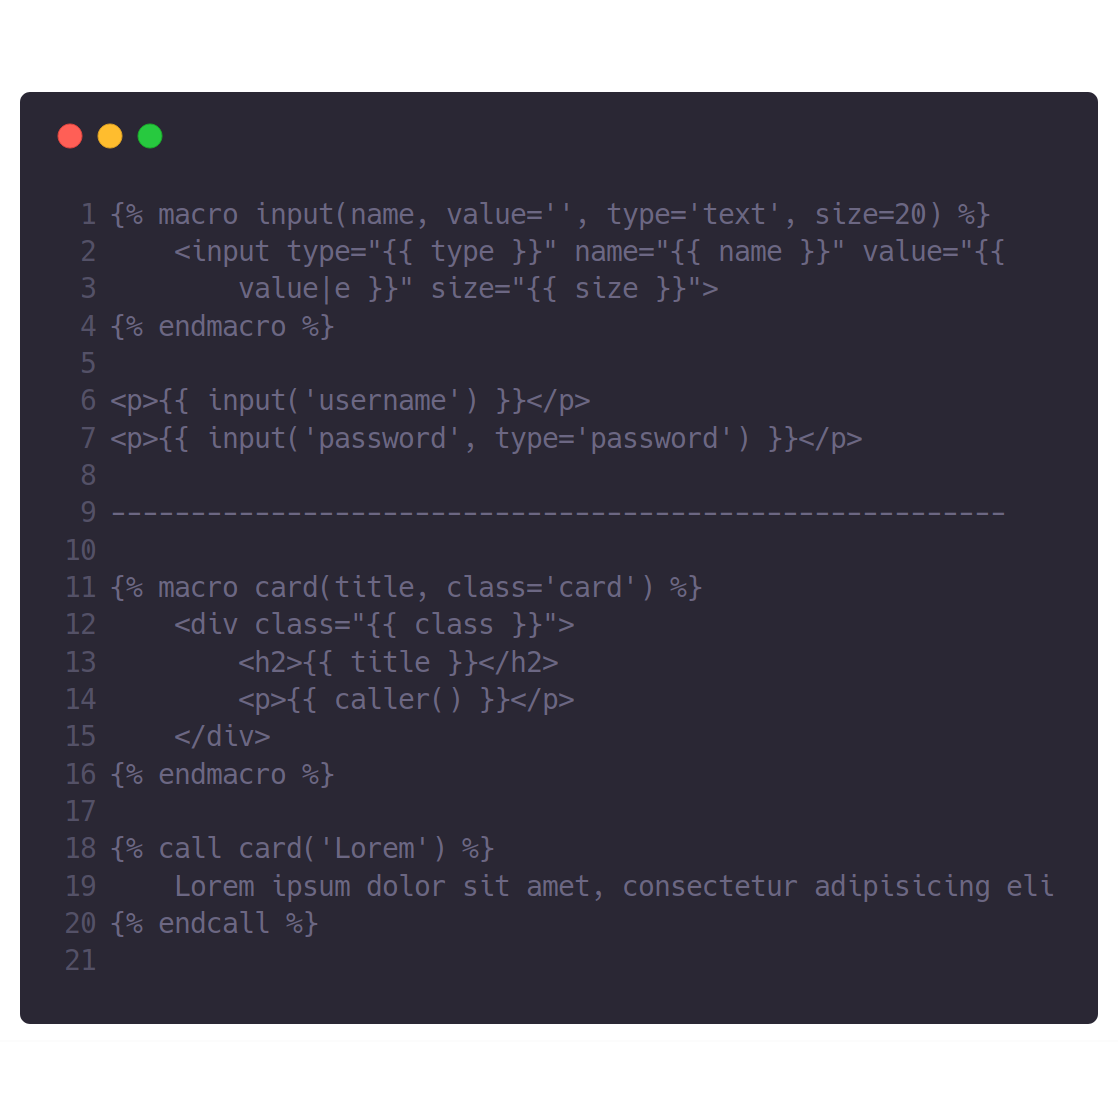 1 {% macro input(name, value='', type='text', size=20) %}
2     <input type="{{ type }}" name="{{ name }}" value="{{
3         value|e }}" size="{{ size }}">
4 {% endmacro %}
5
6 <p>{{ input('username') }}</p>
7 <p>{{ input('password', type='password') }}</p>
8
9 --------------------------------------------------------
10
11 {% macro card(title, class='card') %}
12     <div class="{{ class }}">
13         <h2>{{ title }}</h2>
14         <p>{{ caller() }}</p>
15     </div>
16 {% endmacro %}
17
18 {% call card('Lorem') %}
19     Lorem ipsum dolor sit amet, consectetur adipisicing eli
20 {% endcall %}
21